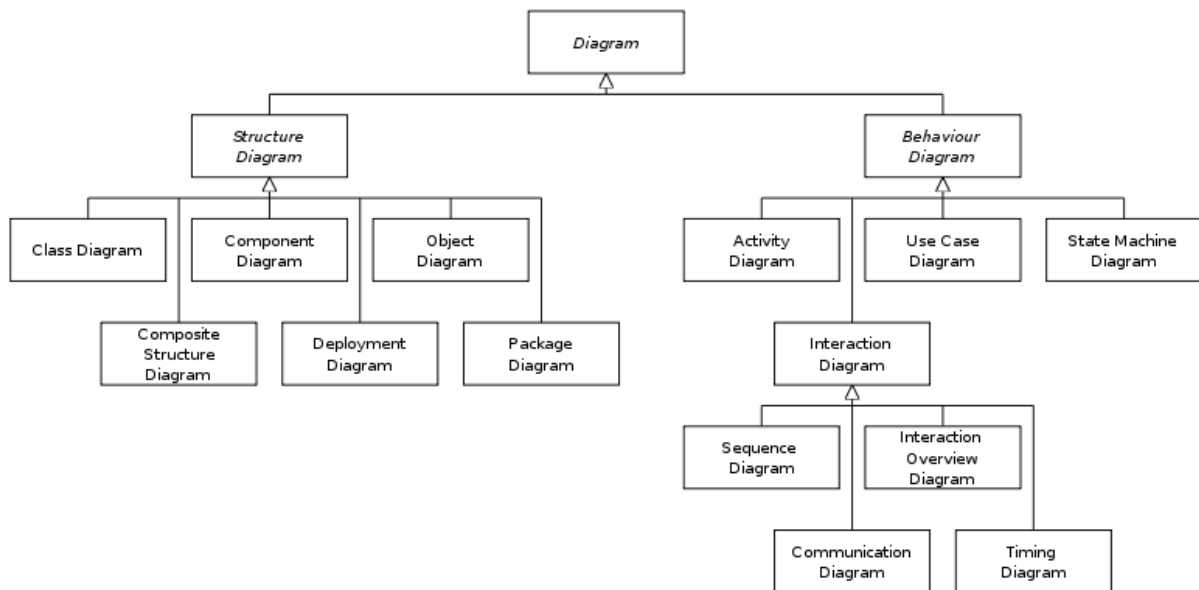 Diagram
Structure
Diagram
Behaviour
Diagram
Class Diagram
Component
Diagram
Object
Diagram
Activity
Diagram
Use Case
Diagram
State Machine
Diagram
Composite
Structure
Diagram
Deployment
Diagram
Package
Diagram
Interaction
Diagram
Sequence
Diagram
Interaction
Overview
Diagram
Communication
Diagram
Timing
Diagram